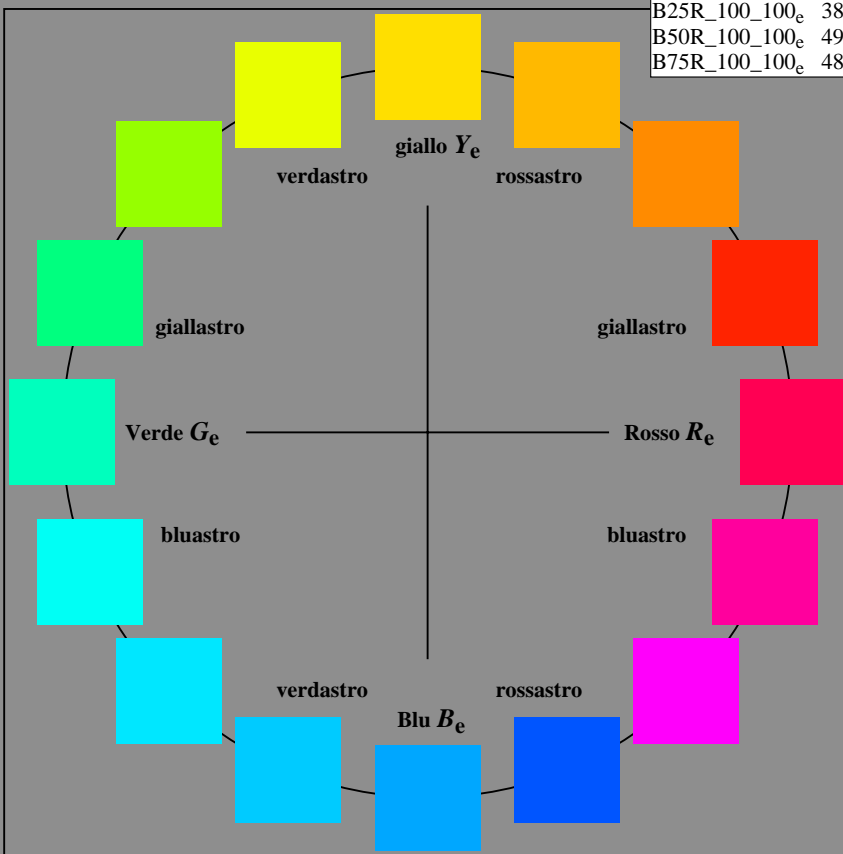 B25R_100_100e 38
B50R_100_100e 49
B75R_100_100e 48
giallo Ye
verdastro rossastro
giallastro giallastro
Verde Ge Rosso Re
bluastro bluastro
verdastro rossastro
Blu Be